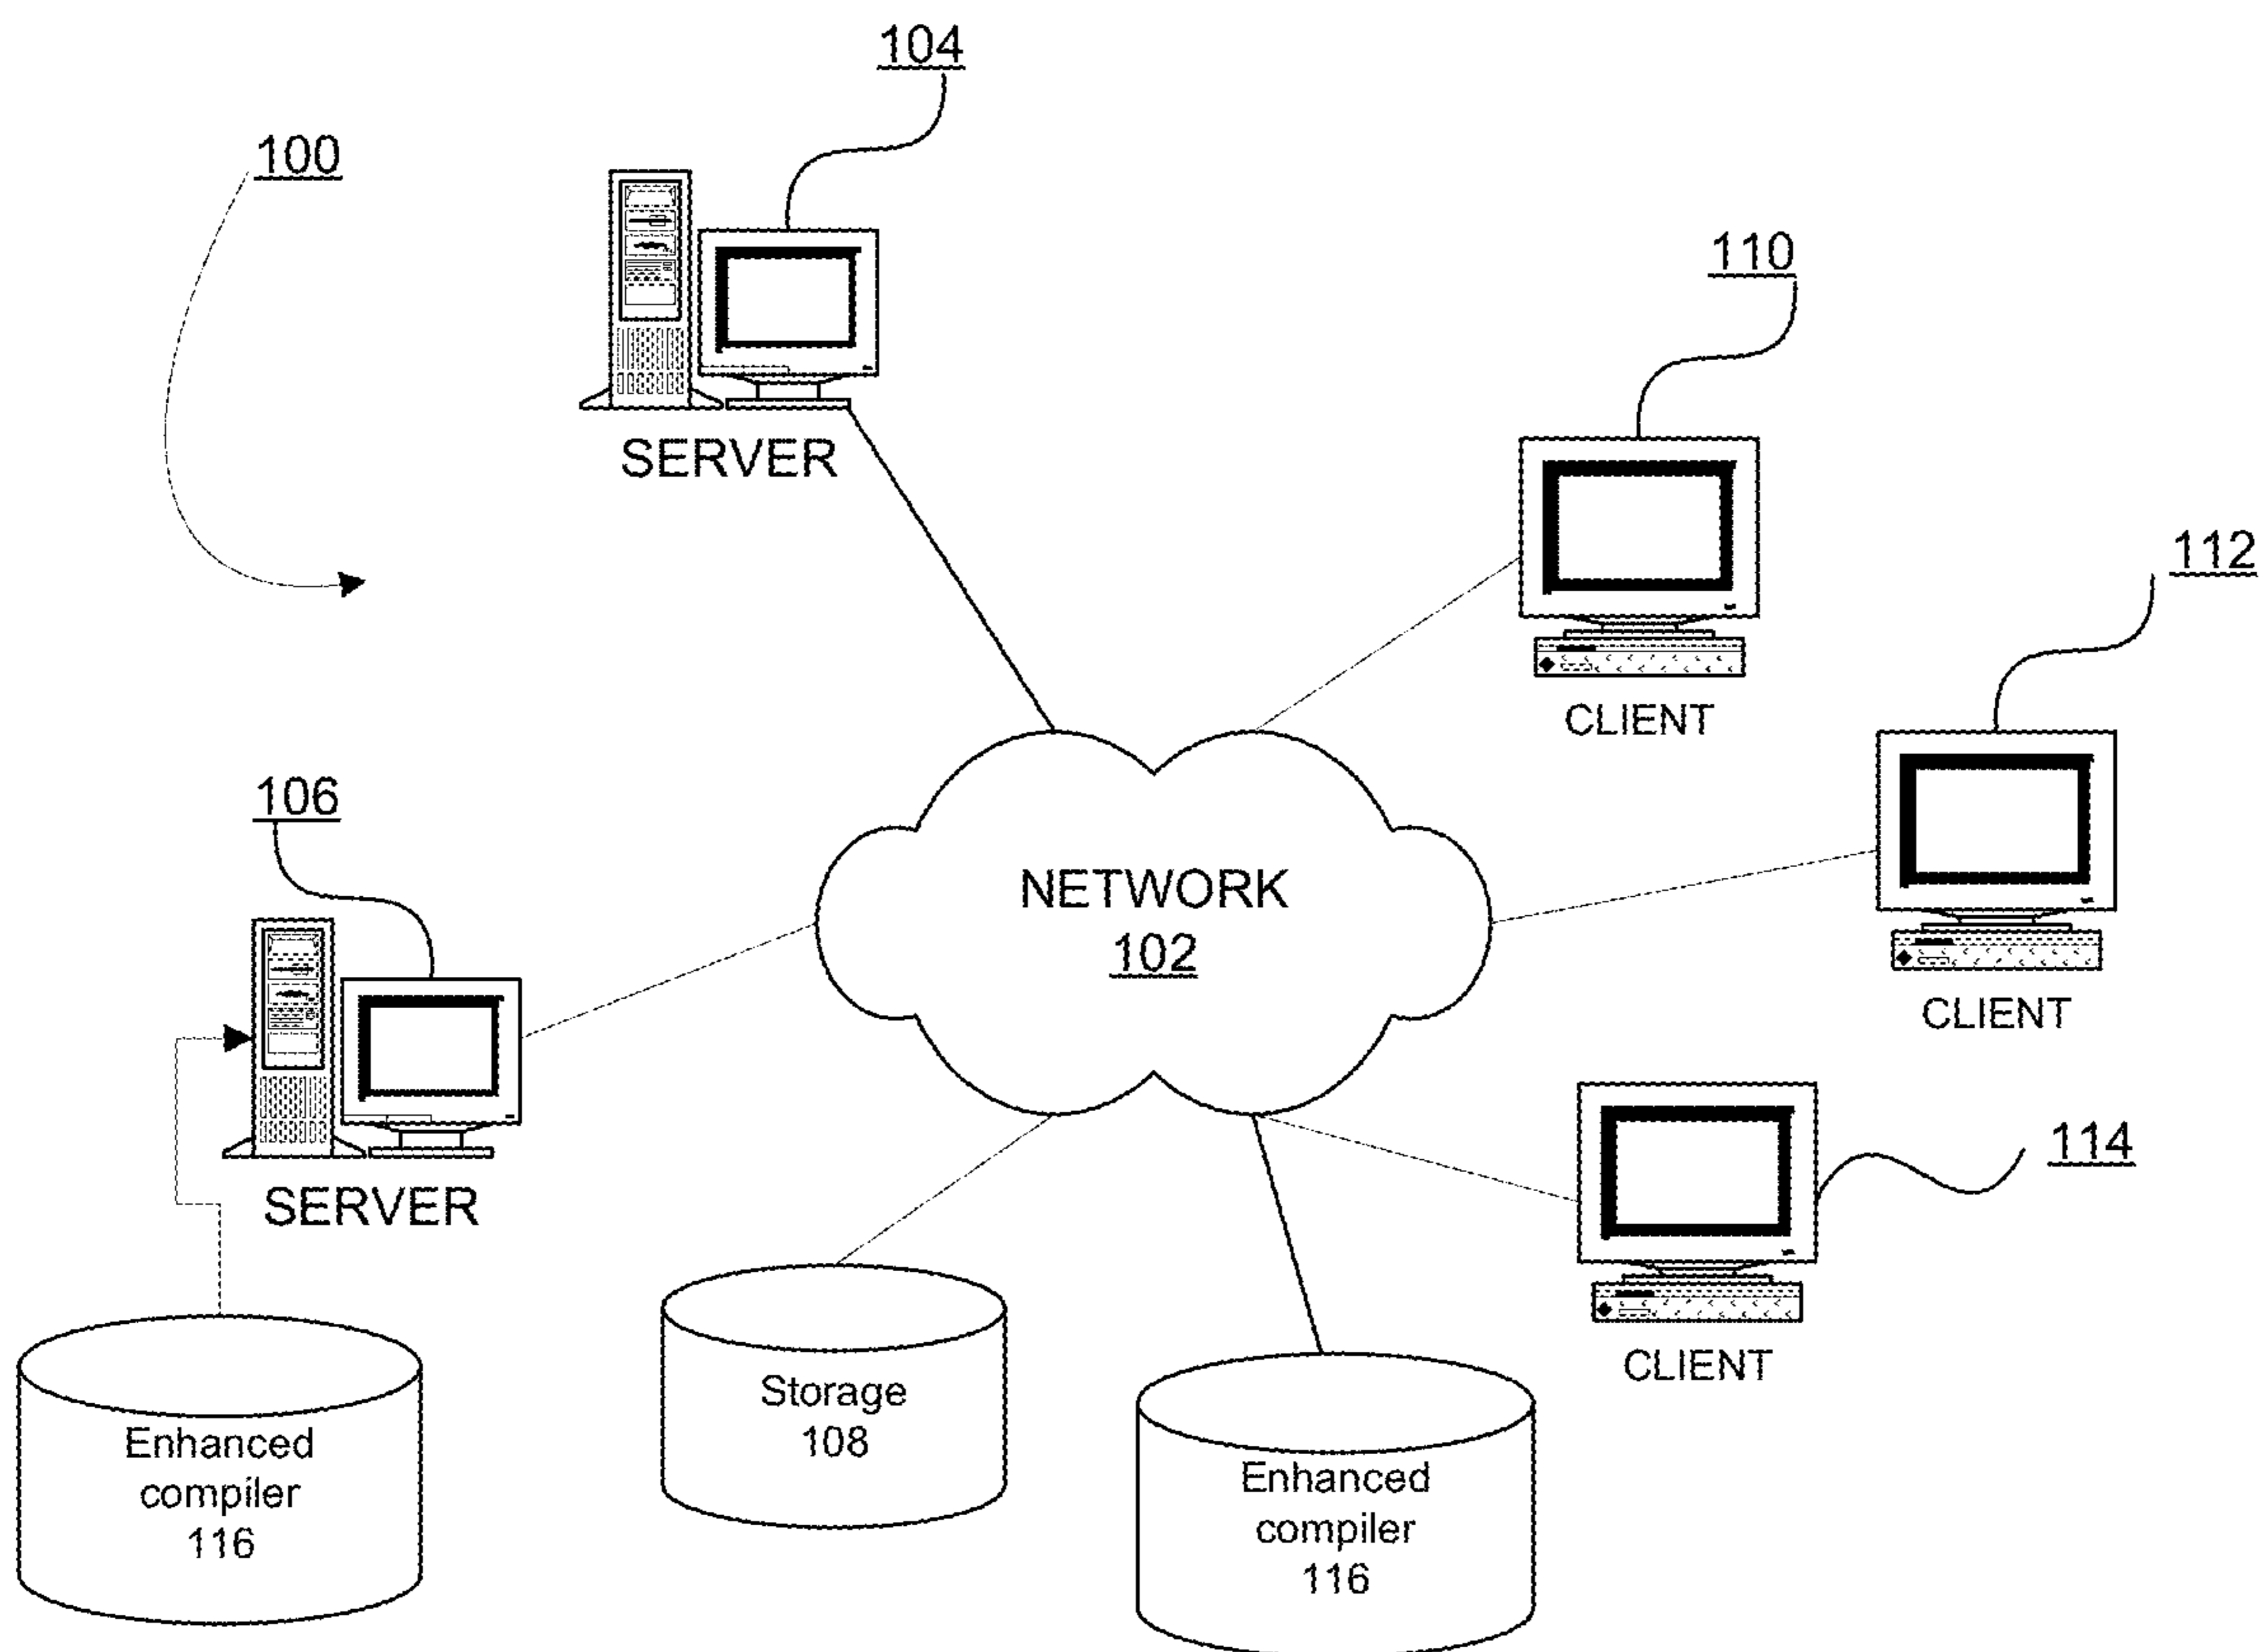 104
100
110
SERVER
112
CLIENT
106
NETWORK
102
CLIENT
114
SERVER
CLIENT
Storage
108
Enhanced
compiler
116
Enhanced
compiler
116